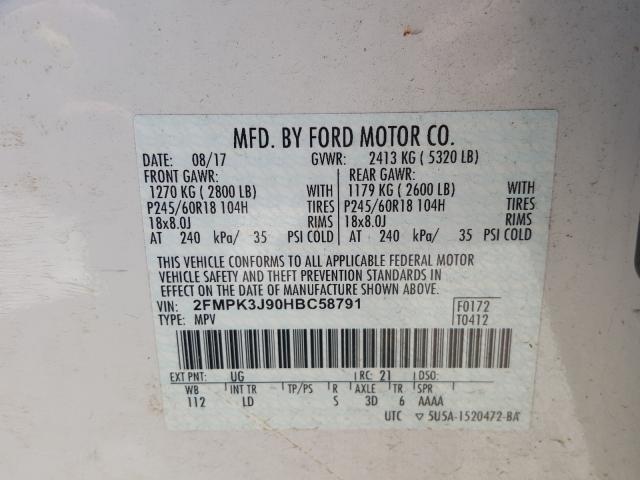 MFD. BY FORD MOTOR CO.
DATE: 08/17 GVWR: 2413 KG ( 5320 LB)
FRONT GAWR: REAR GAWR:
1270 KG ( 2800 LB) WITH 1179 KG ( 2600 LB) WITH
P245/60R18 104H TIRES P245/60R18 104H TIRES
18x8.0J RIMS 18x8.0J RIMS
AT 240 kPa/ 35 PSI COLD AT 240 kPa/ 35 PSI COLD
THIS VEHICLE CONFORMS TO ALL APPLICABLE FEDERAL MOTOR
VEHICLE SAFETY AND THEFT PREVENTION STANDARDS IN
EFFECT ON THE DATE OF MANUFACTURE SHOWN ABOVE.
VIN: 2FMPK3J90HBC58791 F0172
TYPE: MPV T0412
EXT PNT: UG RC: 21 DSO:
WB INT TR TP/PS R AXLE TR SPR
112 LD S 3D 6 AAAA
UTC ▽ 5U5A-1520472-BA